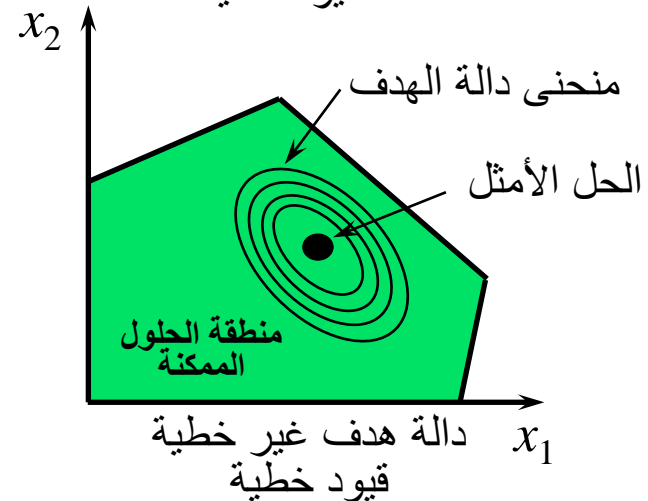 x₂
منحنى دالة الهدف
الحل الأمثل
منطقة الحلول
الممكنة
x₁
دالة هدف غير خطية
قيود خطية